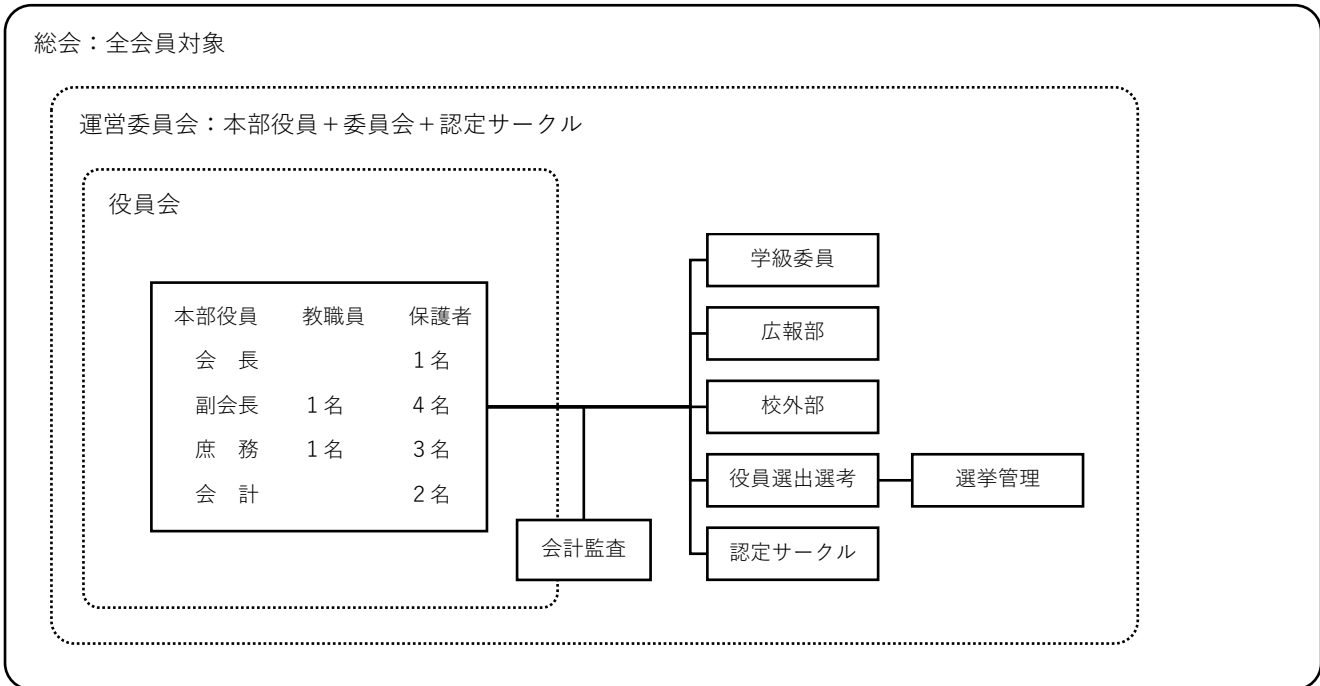 総会：全会員対象
運営委員会：本部役員＋委員会＋認定サークル
役員会
本部役員 教職員 保護者
会　長 1名
副会長 1名 4名
庶　務 1名 3名
会　計 2名
会計監査
学級委員
広報部
校外部
役員選出選考
選挙管理
認定サークル